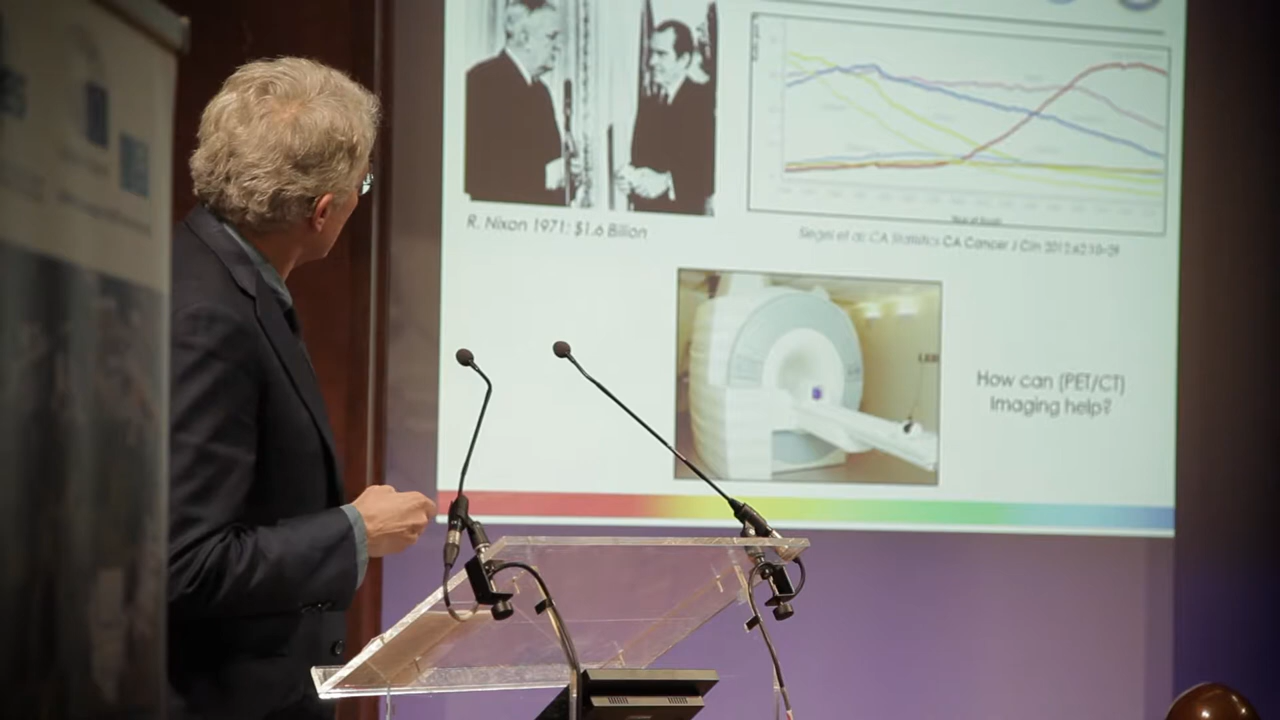 R. Nixon 1971: $1.6 Bilion
Siegel et al: CA Statistics CA Cancer J Clin 2012;62:10-29
How can (PET/CT)
Imaging help?